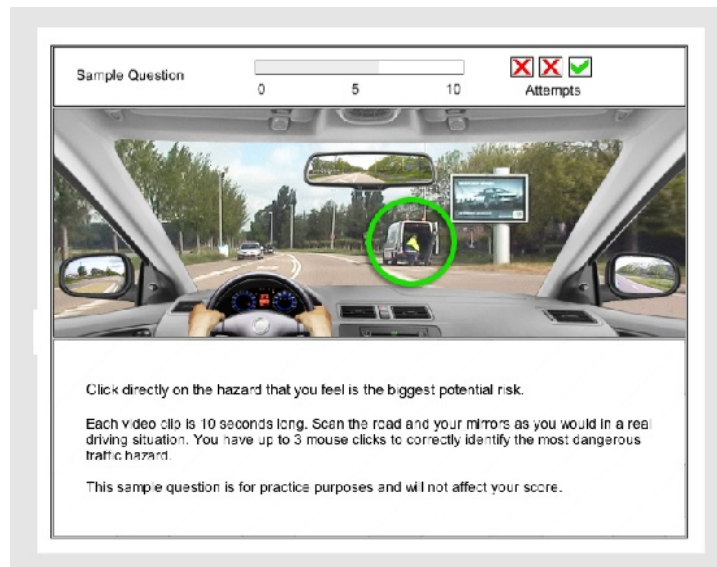 Sample Question
0 5 10
Attempts
Click directly on the hazard that you feel is the biggest potential risk.
Each video clip is 10 seconds long. Scan the road and your mirrors as you would in a real
driving situation. You have up to 3 mouse clicks to correctly identify the most dangerous
traffic hazard.
This sample question is for practice purposes and will not affect your score.